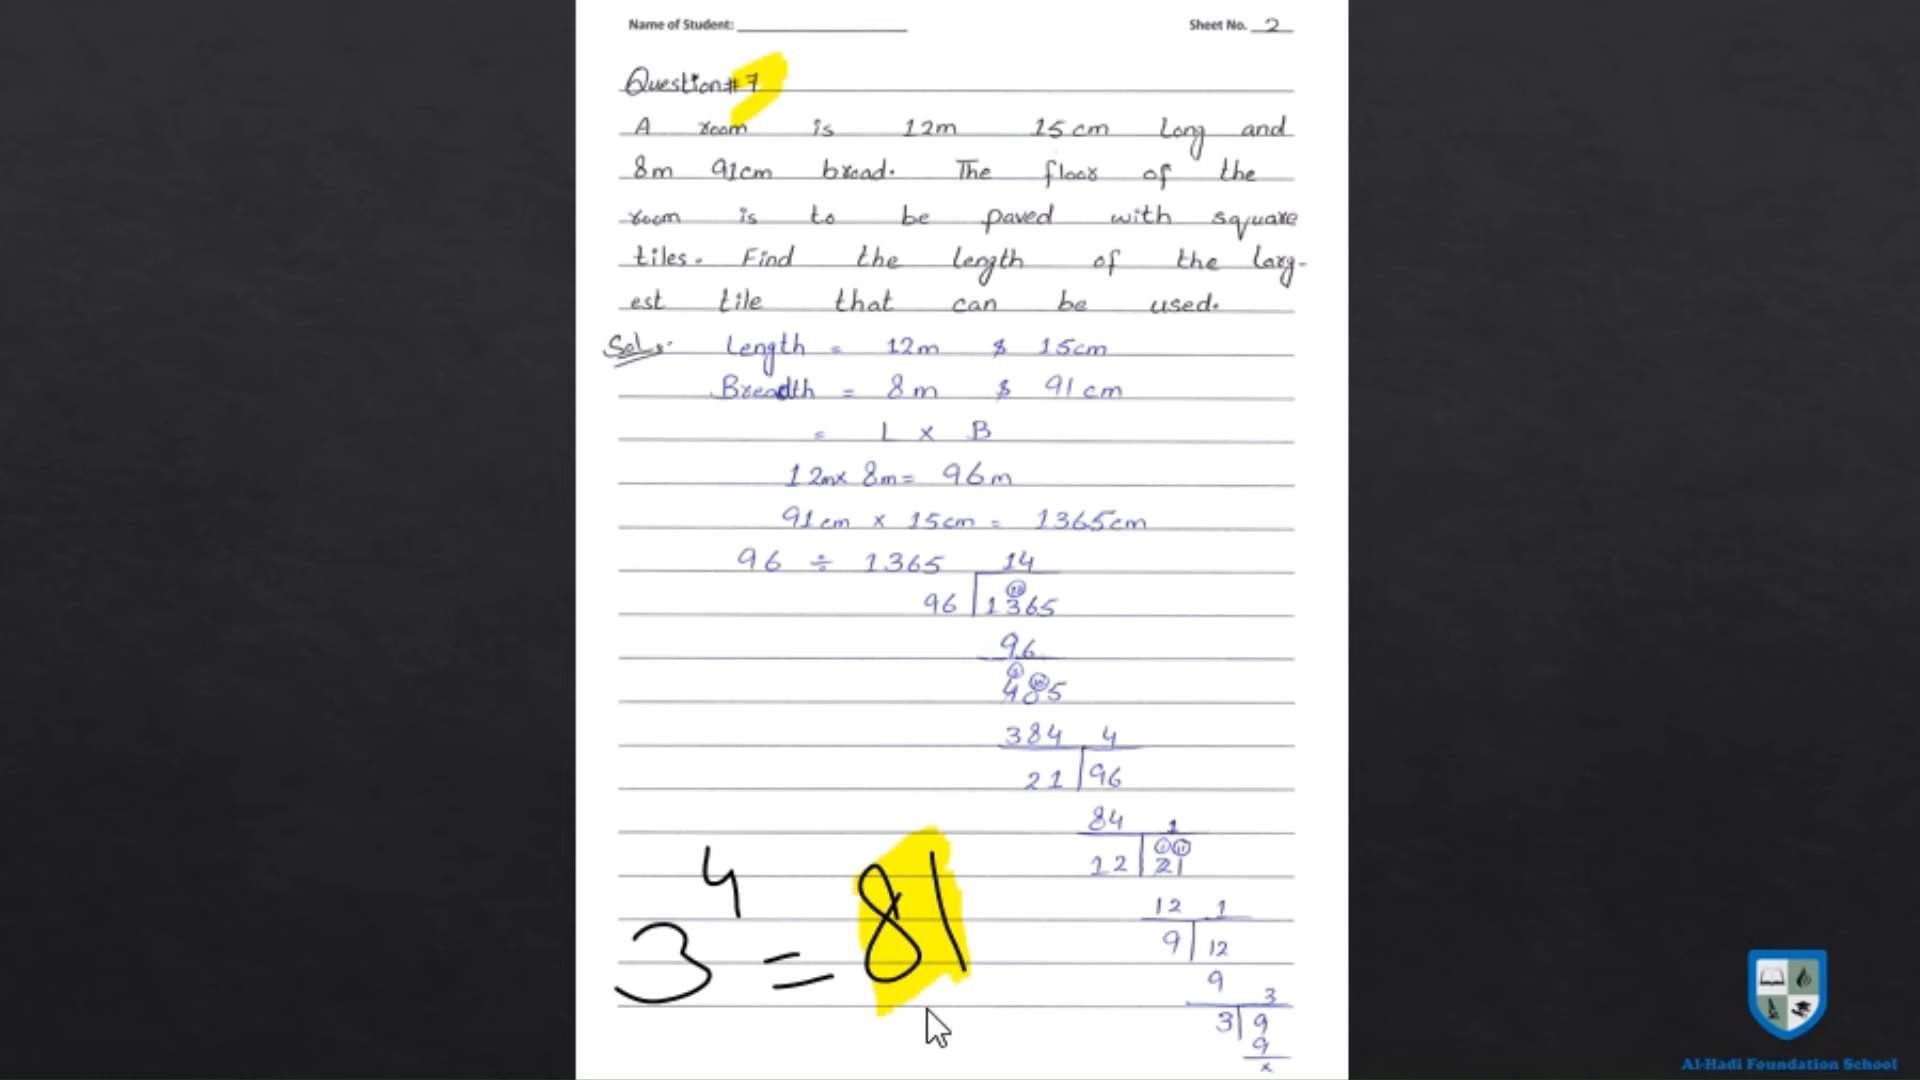 Name of Student: Sheet No. 2
Question#7
A room is 12m 15cm long and
8m 91cm broad. The floor of the
room is to be paved with square
tiles. Find the length of the larg-
est tile that can be used.
Sol:- Length = 12m & 15cm
Breadth = 8m & 91cm
= L x B
12m x 8m = 96m
91cm x 15cm = 1365cm
96 ÷ 1365 14
96 1365
96
485
384 4
21 96
84 1
12 21
12 1
9 12
9 3
3 9
9
x
3⁴ = 81
Al-Hadi Foundation School